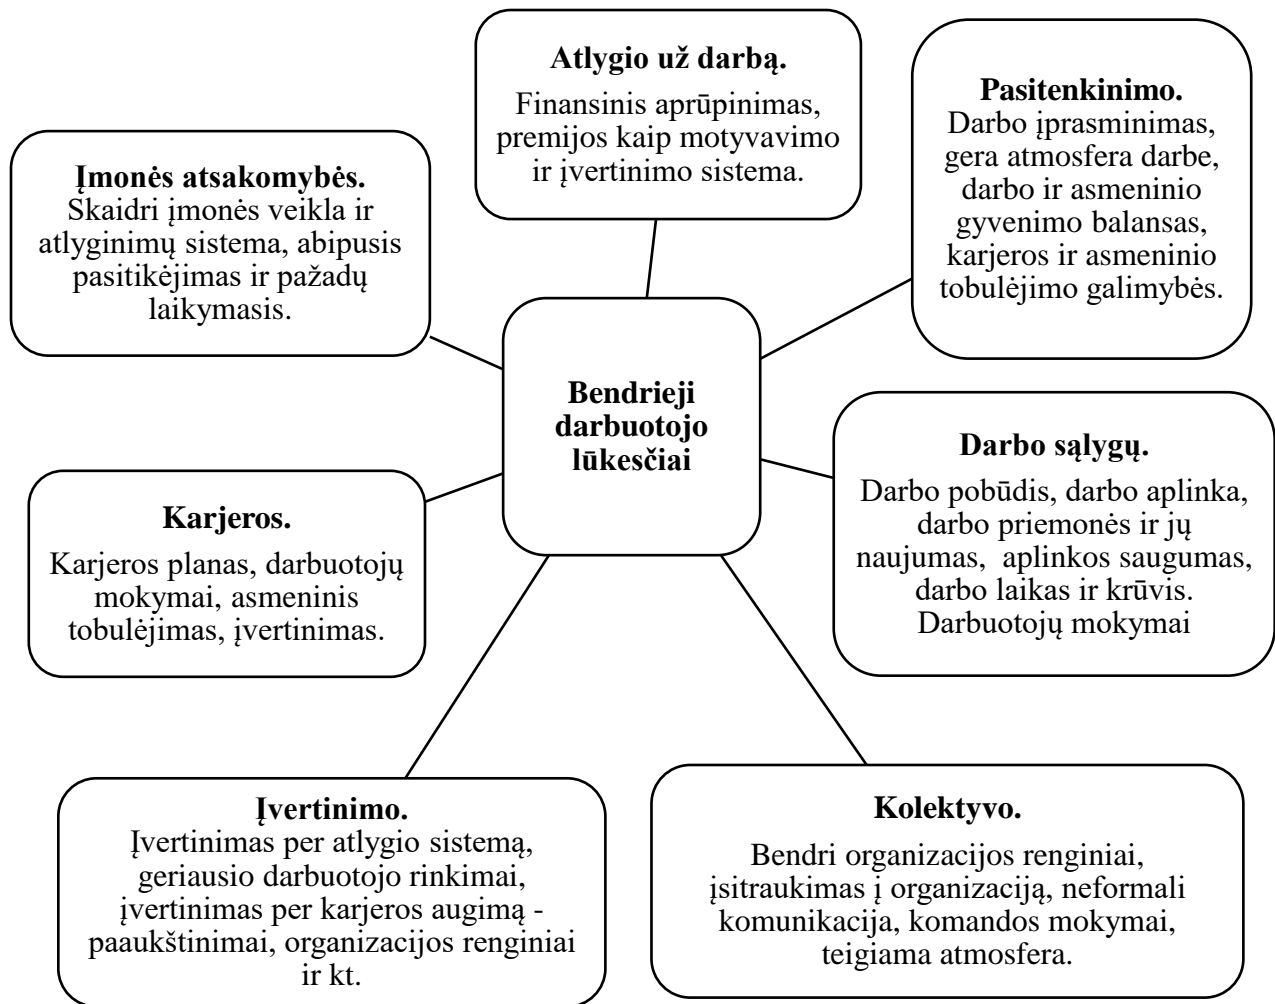 Atlygio už darbą.
Finansinis aprūpinimas,
premijos kaip motyvavimo
ir įvertinimo sistema.
Pasitenkinimo.
Darbo įprasminimas,
gera atmosfera darbe,
darbo ir asmeninio
gyvenimo balansas,
karjeros ir asmeninio
tobulėjimo galimybės.
Įmonės atsakomybės.
Skaidri įmonės veikla ir
atlyginimų sistema, abipusis
pasitikėjimas ir pažadų
laikymasis.
Bendrieji
darbuotojo
lūkesčiai
Darbo sąlygų.
Darbo pobūdis, darbo aplinka,
darbo priemonės ir jų
naujumas,  aplinkos saugumas,
darbo laikas ir krūvis.
Darbuotojų mokymai
Karjeros.
Karjeros planas, darbuotojų
mokymai, asmeninis
tobulėjimas, įvertinimas.
Įvertinimo.
Įvertinimas per atlygio sistemą,
geriausio darbuotojo rinkimai,
įvertinimas per karjeros augimą -
paaukštinimai, organizacijos renginiai
ir kt.
Kolektyvo.
Bendri organizacijos renginiai,
įsitraukimas į organizaciją, neformali
komunikacija, komandos mokymai,
teigiama atmosfera.